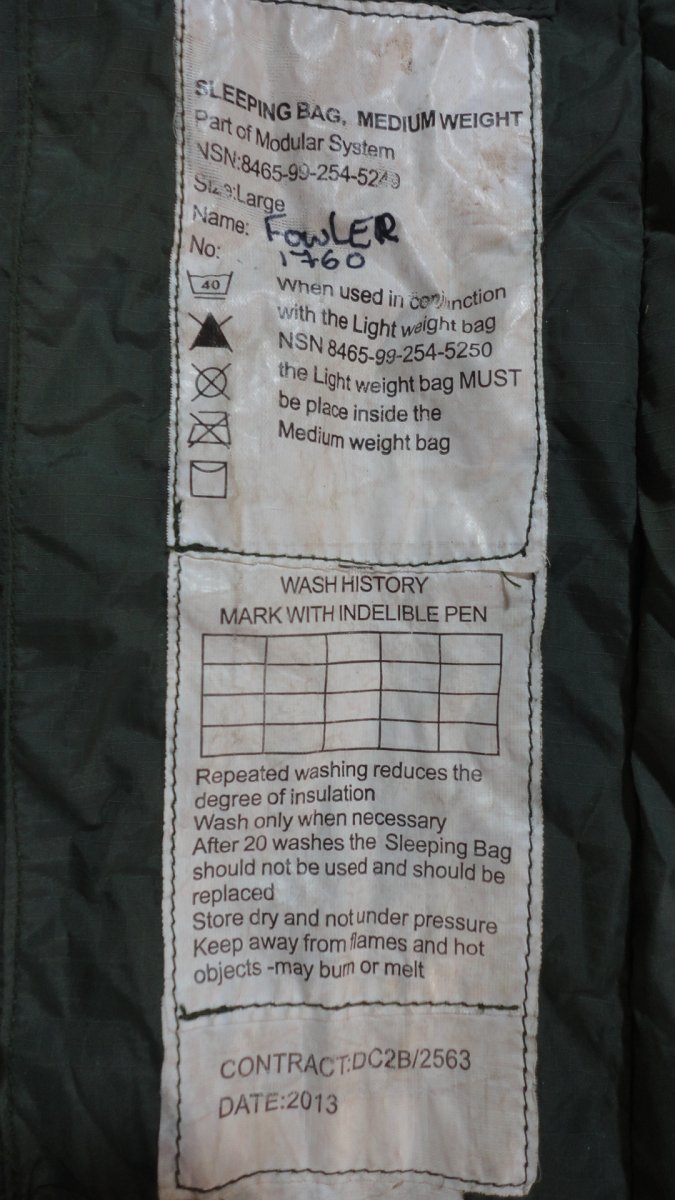 SLEEPING BAG, MEDIUM WEIGHT
Part of Modular System
NSN:8465-99-254-5249
Size:Large
Name: FOWLER
No: 1760
40
When used in conjunction
with the Light weight bag
NSN 8465-99-254-5250
the Light weight bag MUST
be place inside the
Medium weight bag
WASH HISTORY
MARK WITH INDELIBLE PEN
Repeated washing reduces the
degree of insulation
Wash only when necessary
After 20 washes the Sleeping Bag
should not be used and should be
replaced
Store dry and not under pressure
Keep away from flames and hot
objects -may burn or melt
CONTRACT:DC2B/2563
DATE:2013